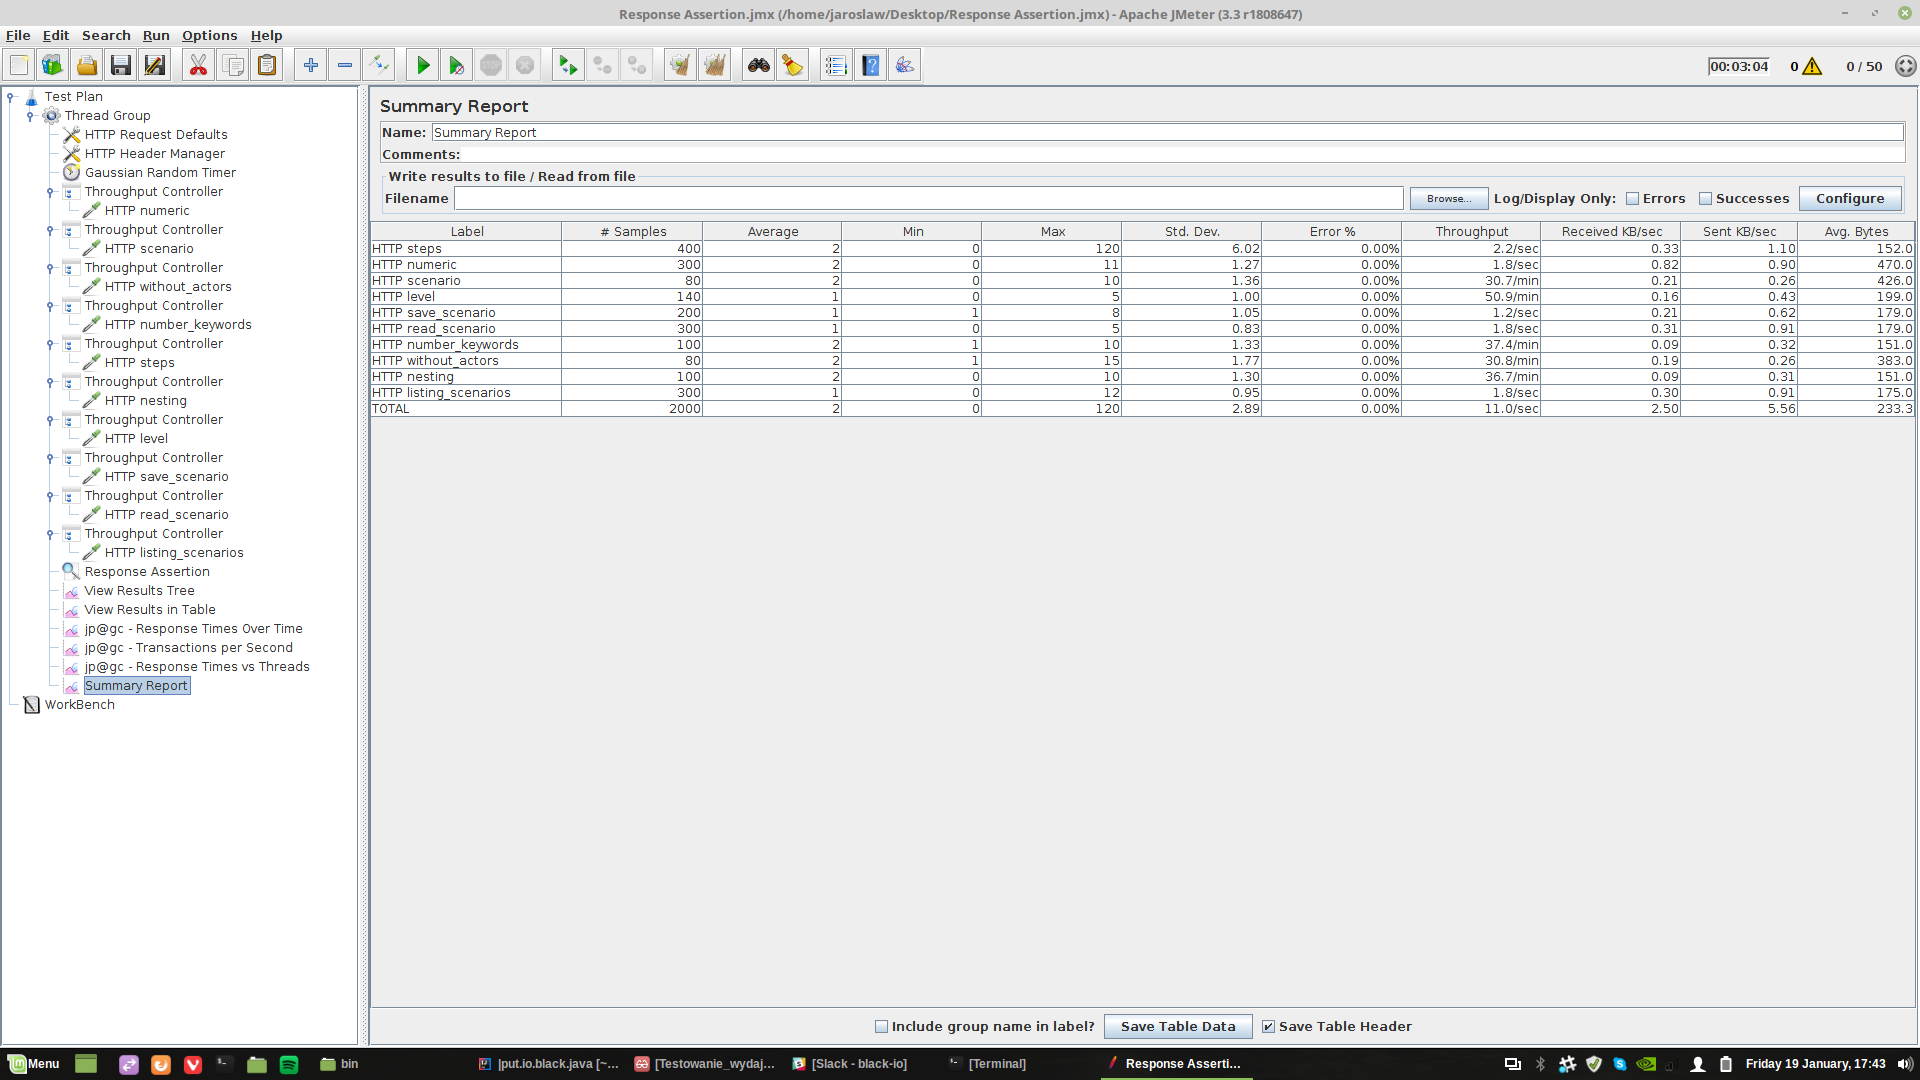 Response Assertion.jmx (/home/jaroslaw/Desktop/Response Assertion.jmx) - Apache JMeter (3.3 r1808647)
File Edit Search Run Options Help
00:03:04 0 0 / 50
Test Plan
Thread Group
HTTP Request Defaults
HTTP Header Manager
Gaussian Random Timer
Throughput Controller
HTTP numeric
Throughput Controller
HTTP scenario
Throughput Controller
HTTP without_actors
Throughput Controller
HTTP number_keywords
Throughput Controller
HTTP steps
Throughput Controller
HTTP nesting
Throughput Controller
HTTP level
Throughput Controller
HTTP save_scenario
Throughput Controller
HTTP read_scenario
Throughput Controller
HTTP listing_scenarios
Response Assertion
View Results Tree
View Results in Table
jp@gc - Response Times Over Time
jp@gc - Transactions per Second
jp@gc - Response Times vs Threads
Summary Report
WorkBench
Summary Report
Name: Summary Report
Comments:
Write results to file / Read from file
Filename Browse... Log/Display Only: Errors Successes Configure
Label # Samples Average Min Max Std. Dev. Error % Throughput Received KB/sec Sent KB/sec Avg. Bytes
HTTP steps 400 2 0 120 6.02 0.00% 2.2/sec 0.33 1.10 152.0
HTTP numeric 300 2 0 11 1.27 0.00% 1.8/sec 0.82 0.90 470.0
HTTP scenario 80 2 0 10 1.36 0.00% 30.7/min 0.21 0.26 426.0
HTTP level 140 1 0 5 1.00 0.00% 50.9/min 0.16 0.43 199.0
HTTP save_scenario 200 1 1 8 1.05 0.00% 1.2/sec 0.21 0.62 179.0
HTTP read_scenario 300 1 0 5 0.83 0.00% 1.8/sec 0.31 0.91 179.0
HTTP number_keywords 100 2 1 10 1.33 0.00% 37.4/min 0.09 0.32 151.0
HTTP without_actors 80 2 1 15 1.77 0.00% 30.8/min 0.19 0.26 383.0
HTTP nesting 100 2 0 10 1.30 0.00% 36.7/min 0.09 0.31 151.0
HTTP listing_scenarios 300 1 0 12 0.95 0.00% 1.8/sec 0.30 0.91 175.0
TOTAL 2000 2 0 120 2.89 0.00% 11.0/sec 2.50 5.56 233.3
Include group name in label? Save Table Data Save Table Header
Menu bin |put.io.black.java [~... [Testowanie_wydaj... [Slack - black-io] [Terminal] Response Asserti... Friday 19 January, 17:43